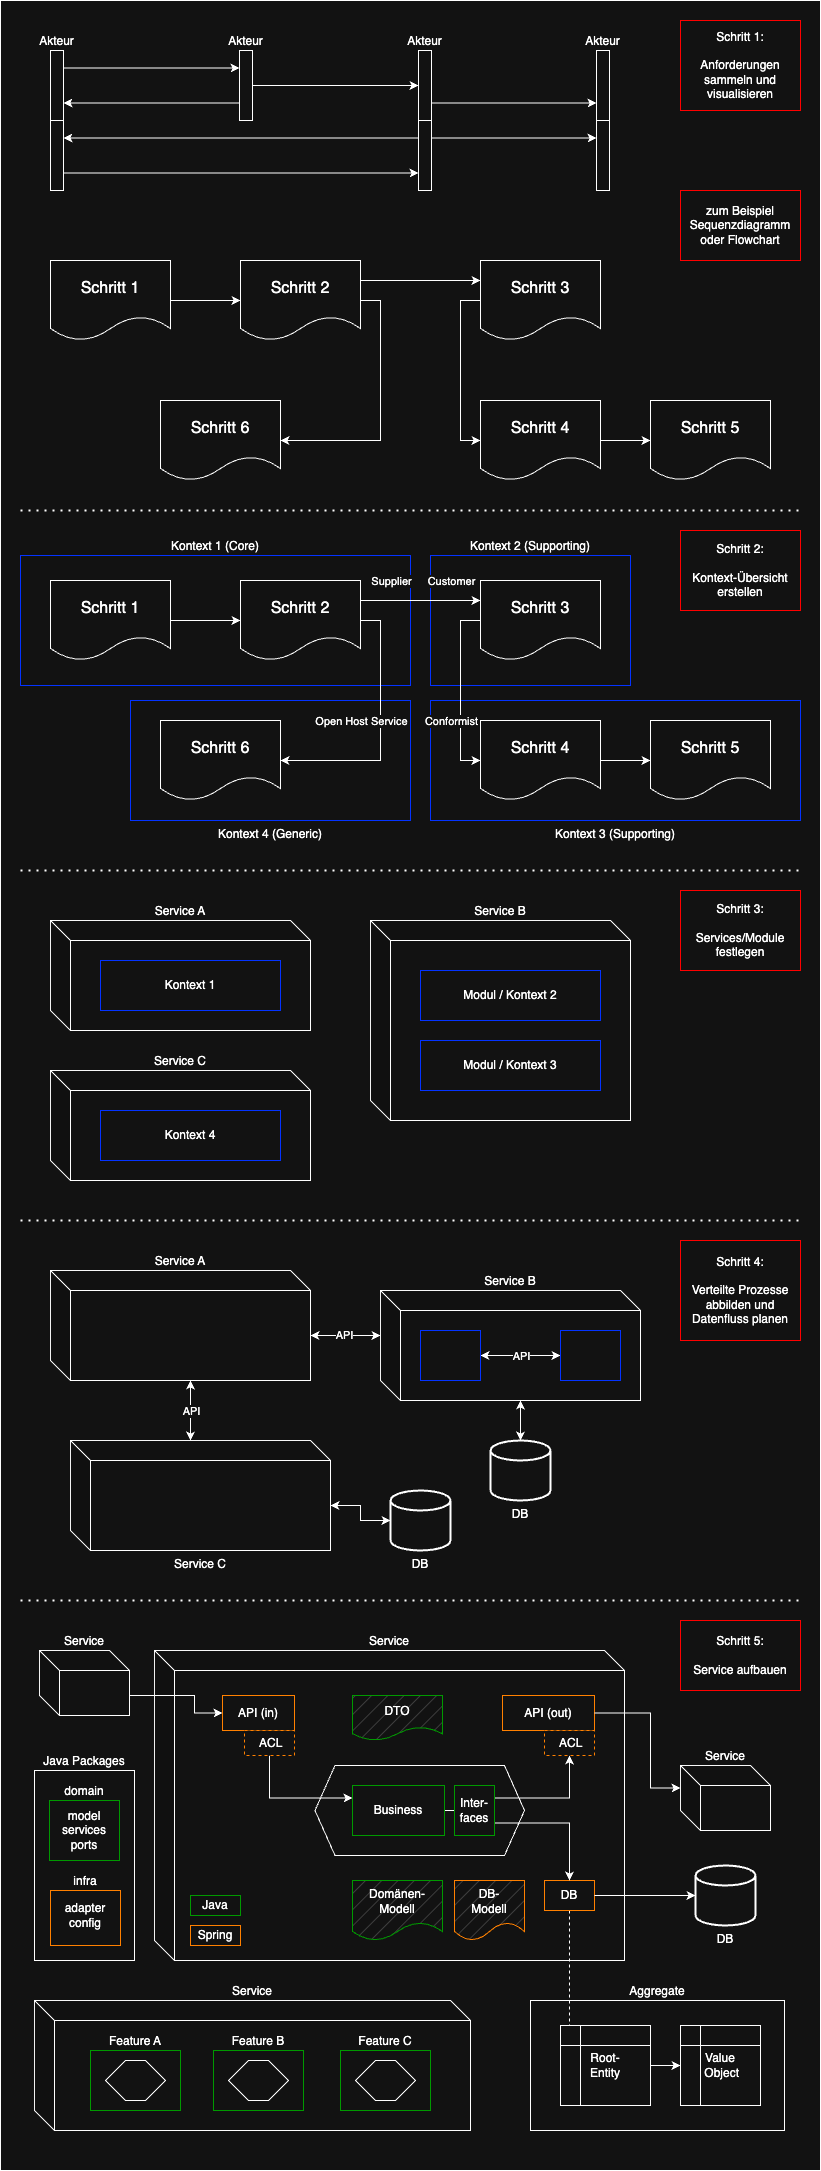 Akteur
Akteur
Akteur
Akteur
Schritt 1:
Anforderungen
sammeln und
visualisieren
zum Beispiel
Sequenzdiagramm
oder Flowchart
Schritt 1
Schritt 2
Schritt 3
Schritt 6
Schritt 4
Schritt 5
Kontext 1 (Core)
Kontext 2 (Supporting)
Schritt 2:
Kontext-Übersicht
erstellen
Supplier
Customer
Schritt 1
Schritt 2
Schritt 3
Open Host Service
Conformist
Schritt 6
Schritt 4
Schritt 5
Kontext 4 (Generic)
Kontext 3 (Supporting)
Schritt 3:
Services/Module
festlegen
Service A
Kontext 1
Service B
Modul / Kontext 2
Modul / Kontext 3
Service C
Kontext 4
Schritt 4:
Verteilte Prozesse
abbilden und
Datenfluss planen
Service A
Service B
API
API
API
DB
Service C
DB
Schritt 5:
Service aufbauen
Service
Service
API (in)
ACL
DTO
API (out)
ACL
Service
Java Packages
domain
model
services
ports
infra
adapter
config
Business
Inter-
faces
Java
Spring
Domänen-
Modell
DB-
Modell
DB
DB
Service
Feature A
Feature B
Feature C
Aggregate
Root-
Entity
Value
Object